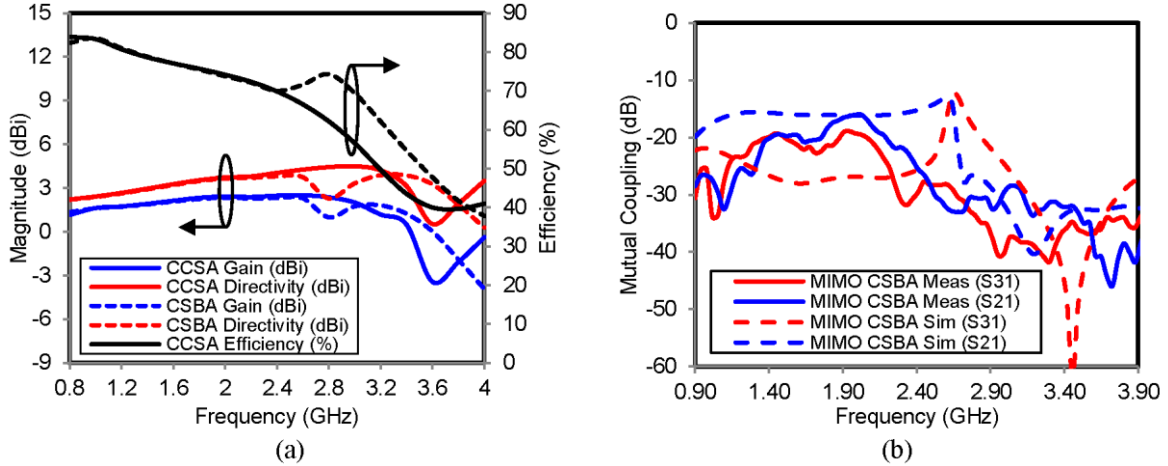 15
12
9
6
3
0
-3
-6
-9
Magnitude (dBi)
90
80
70
60
50
40
30
20
10
0
Efficiency (%)
CCSA Gain (dBi)
CCSA Directivity (dBi)
CSBA Gain (dBi)
CSBA Directivity (dBi)
CCSA Efficiency (%)
0.8 1.2 1.6 2 2.4 2.8 3.2 3.6 4
Frequency (GHz)
(a)
0
-10
-20
-30
-40
-50
-60
Mutual Coupling (dB)
MIMO CSBA Meas (S31)
MIMO CSBA Meas (S21)
MIMO CSBA Sim (S31)
MIMO CSBA Sim (S21)
0.90 1.40 1.90 2.40 2.90 3.40 3.90
Frequency (GHz)
(b)